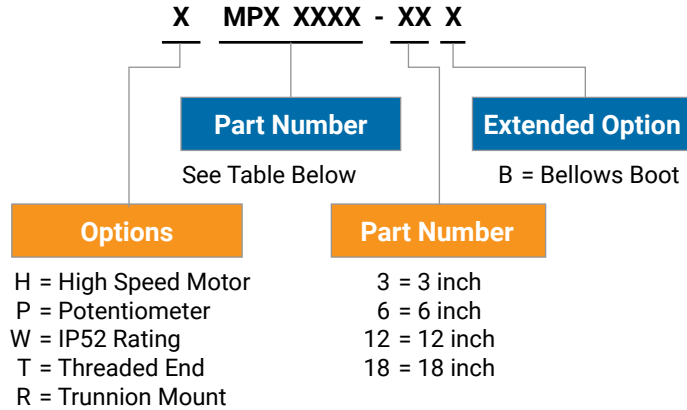 X MPX XXXX - XX X
Part Number
Extended Option
See Table Below
B = Bellows Boot
Options
Part Number
H = High Speed Motor
P = Potentiometer
W = IP52 Rating
T = Threaded End
R = Trunnion Mount
3 = 3 inch
6 = 6 inch
12 = 12 inch
18 = 18 inch